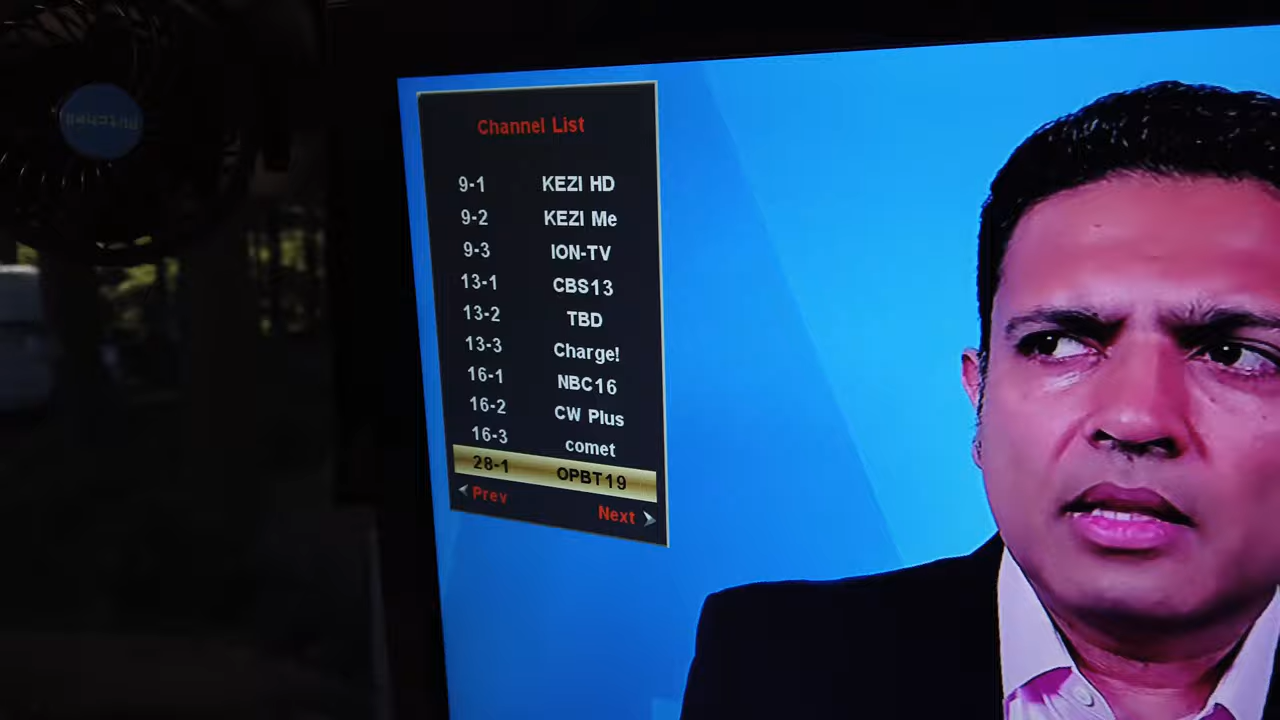 Channel List
9-1 KEZI HD
9-2 KEZI Me
9-3 ION-TV
13-1 CBS13
13-2 TBD
13-3 Charge!
16-1 NBC16
16-2 CW Plus
16-3 comet
28-1 OPBT19
Prev
Next